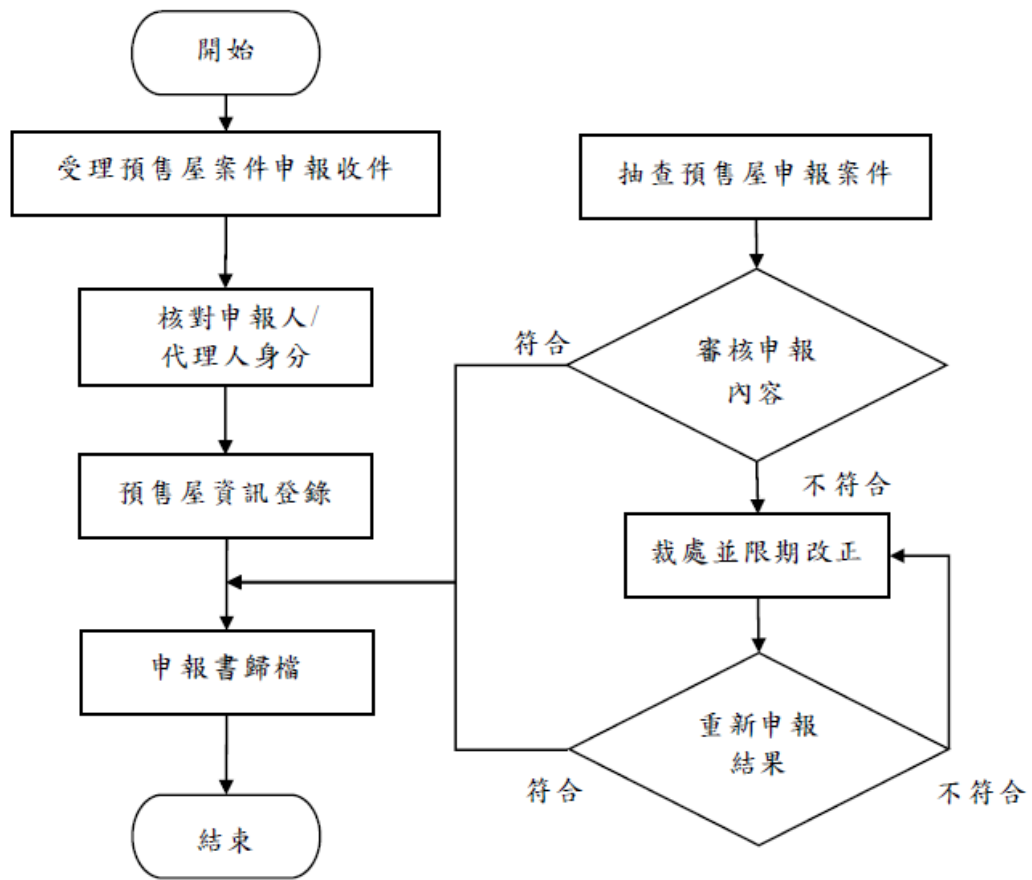 開始
受理預售屋案件申報收件
核對申報人/
代理人身分
預售屋資訊登錄
申報書歸檔
結束
抽查預售屋申報案件
審核申報
內容
符合
不符合
裁處並限期改正
重新申報
結果
符合
不符合